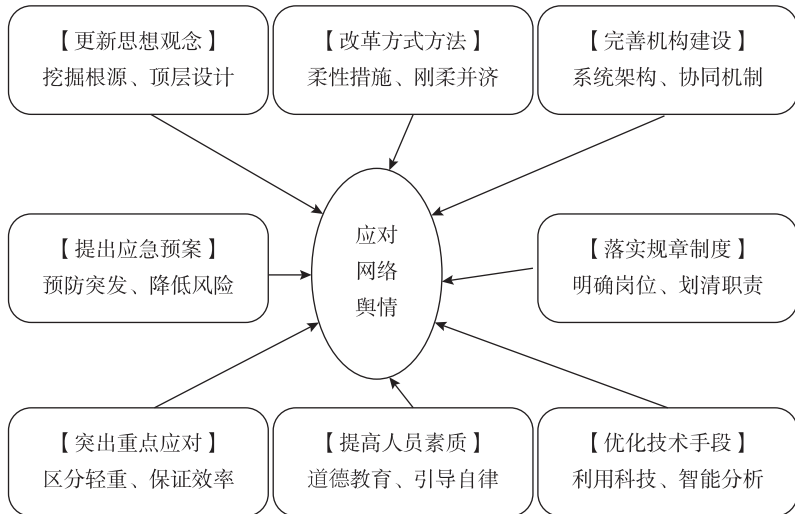 【更新思想观念】
挖掘根源、顶层设计
【改革方式方法】
柔性措施、刚柔并济
【完善机构建设】
系统架构、协同机制
【提出应急预案】
预防突发、降低风险
应对
网络
舆情
【落实规章制度】
明确岗位、划清职责
【突出重点应对】
区分轻重、保证效率
【提高人员素质】
道德教育、引导自律
【优化技术手段】
利用科技、智能分析